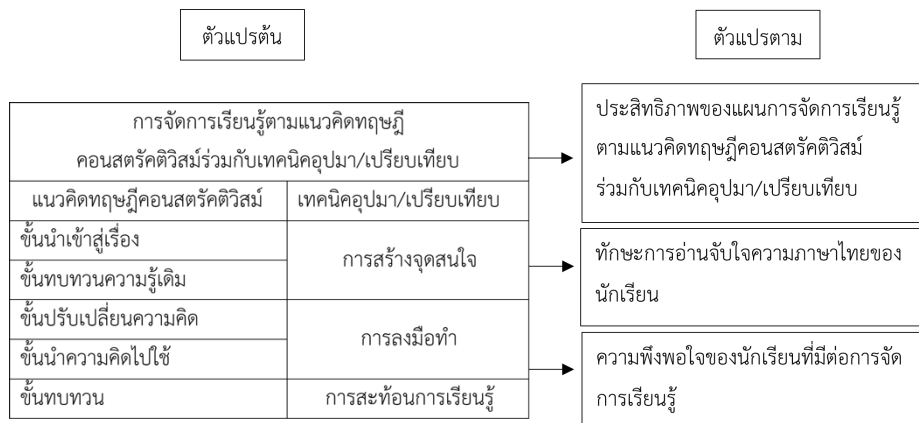 ตัวแปรต้น
ตัวแปรตาม
การจัดการเรียนรู้ตามแนวคิดทฤษฎี
คอนสตรัคติวิสม์ร่วมกับเทคนิคอุปมา/เปรียบเทียบ
แนวคิดทฤษฎีคอนสตรัคติวิสม์
เทคนิคอุปมา/เปรียบเทียบ
ขั้นนำเข้าสู่เรื่อง
ขั้นทบทวนความรู้เดิม
การสร้างจุดสนใจ
ขั้นปรับเปลี่ยนความคิด
ขั้นนำความคิดไปใช้
การลงมือทำ
ขั้นทบทวน
การสะท้อนการเรียนรู้
ประสิทธิภาพของแผนการจัดการเรียนรู้
ตามแนวคิดทฤษฎีคอนสตรัคติวิสม์
ร่วมกับเทคนิคอุปมา/เปรียบเทียบ
ทักษะการอ่านจับใจความภาษาไทยของ
นักเรียน
ความพึงพอใจของนักเรียนที่มีต่อการจัด
การเรียนรู้